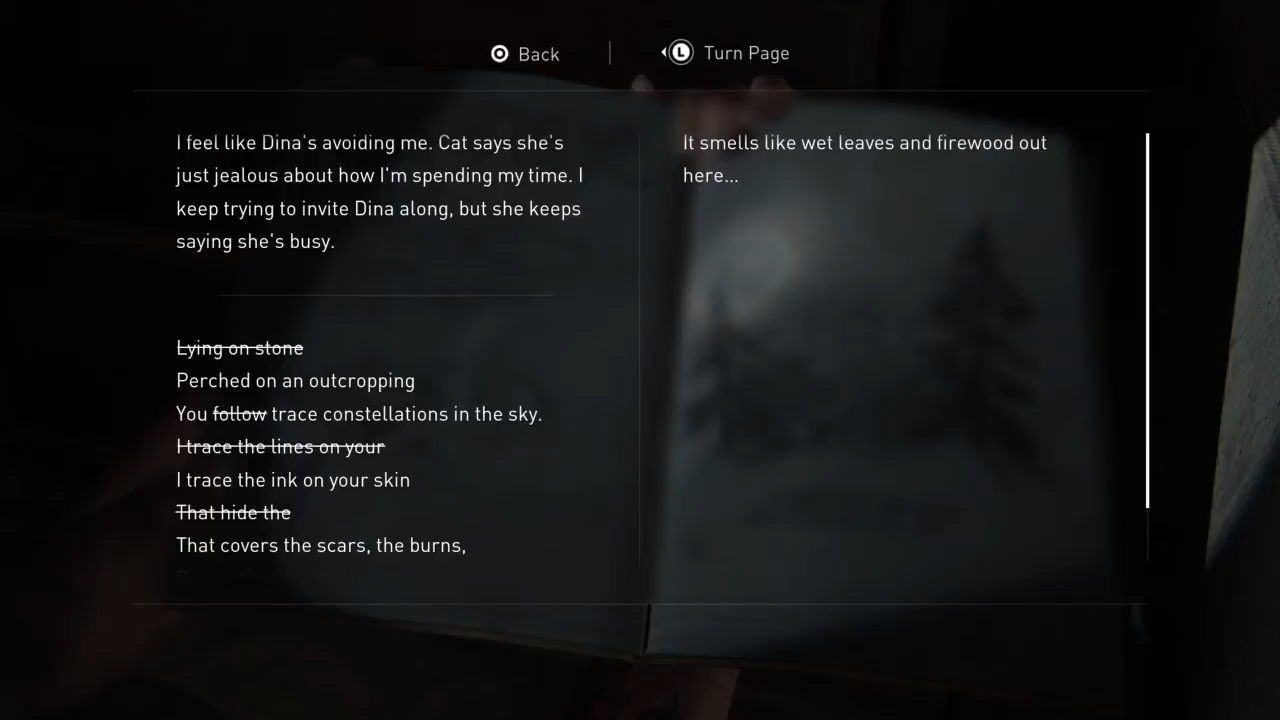 Back
L Turn Page
I feel like Dina's avoiding me. Cat says she's
just jealous about how I'm spending my time. I
keep trying to invite Dina along, but she keeps
saying she's busy.
Lying on stone
Perched on an outcropping
You follow trace constellations in the sky.
I trace the lines on your
I trace the ink on your skin
That hide the
That covers the scars, the burns,
It smells like wet leaves and firewood out
here...